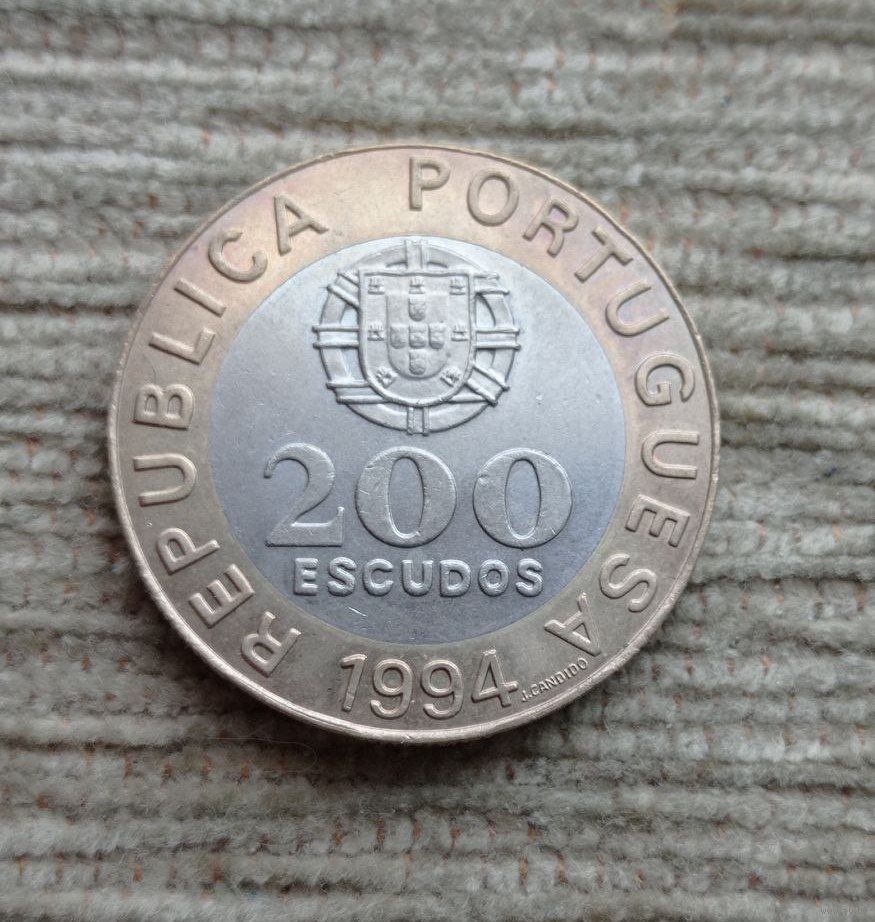 REPUBLICA PORTUGUESA
200
ESCUDOS
1994
J.CANDIDO